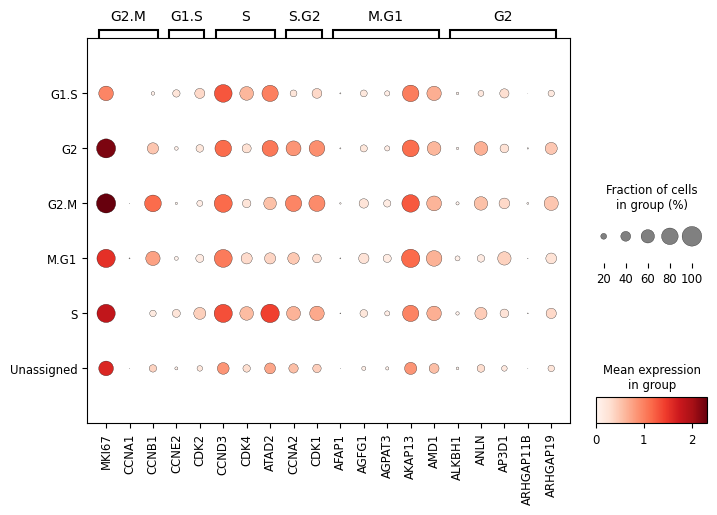 G2.M G1.S S S.G2 M.G1 G2
G1.S
G2
G2.M
M.G1
S
Unassigned
MKI67 CCNA1 CCNB1 CCNE2 CDK2 CCND3 CDK4 ATAD2 CCNA2 CDK1 AFAP1 AGFG1 AGPAT3 AKAP13 AMD1 ALKBH1 ANLN AP3D1 ARHGAP11B ARHGAP19
Fraction of cells
in group (%)
20 40 60 80 100
Mean expression
in group
0 1 2